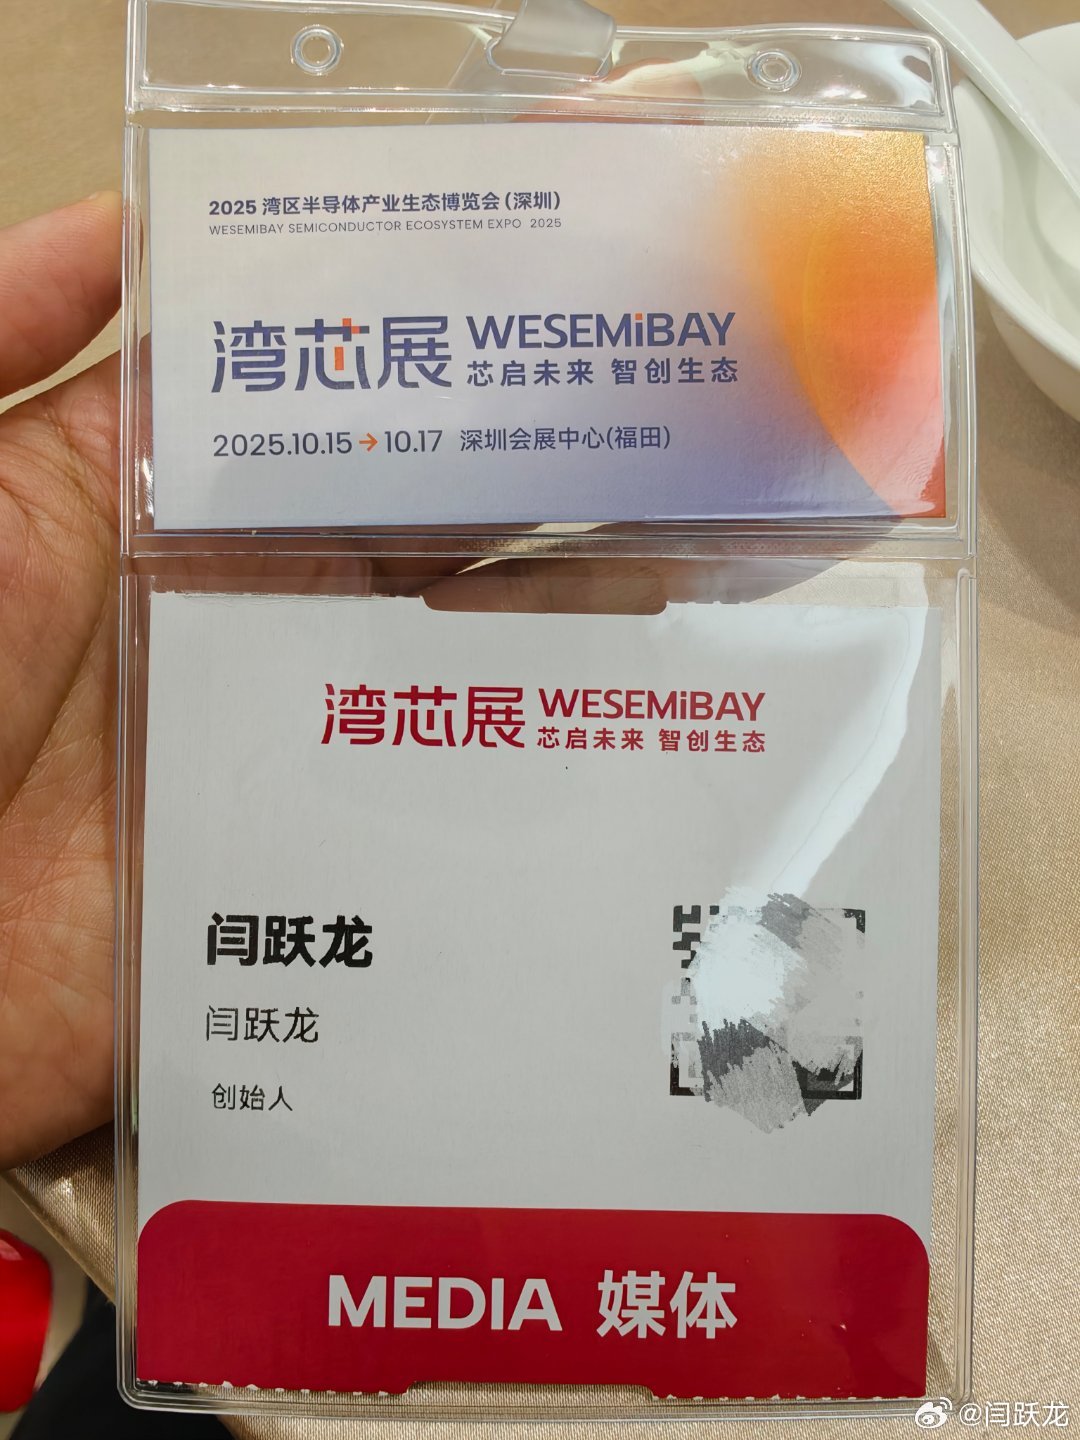 2025 湾区半导体产业生态博览会(深圳)
WESEMIBAY SEMICONDUCTOR ECOSYSTEM EXPO 2025
湾芯展 WESEMiBAY
芯启未来 智创生态
2025.10.15→10.17 深圳会展中心(福田)
湾芯展 WESEMiBAY
芯启未来 智创生态
闫跃龙
闫跃龙
创始人
MEDIA 媒体
@闫跃龙